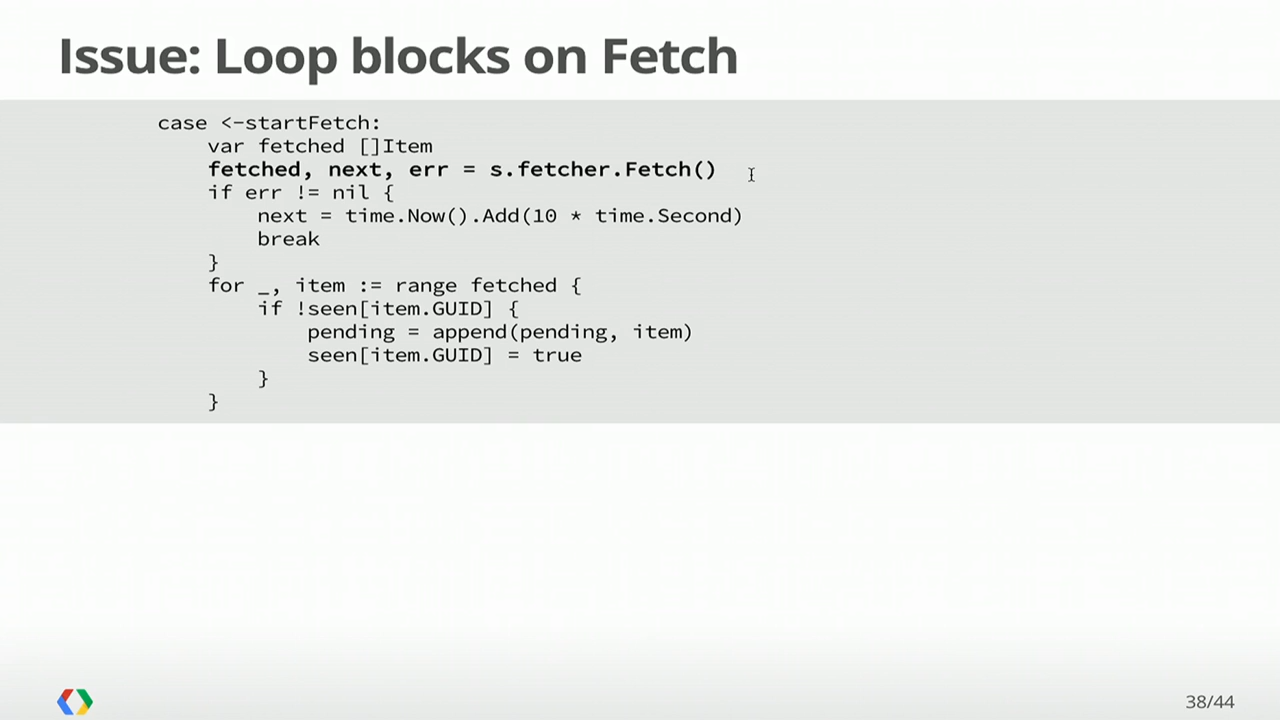 Issue: Loop blocks on Fetch
case <-startFetch:
    var fetched []Item
    fetched, next, err = s.fetcher.Fetch()
    if err != nil {
        next = time.Now().Add(10 * time.Second)
        break
    }
    for _, item := range fetched {
        if !seen[item.GUID] {
            pending = append(pending, item)
            seen[item.GUID] = true
        }
    }
38/44